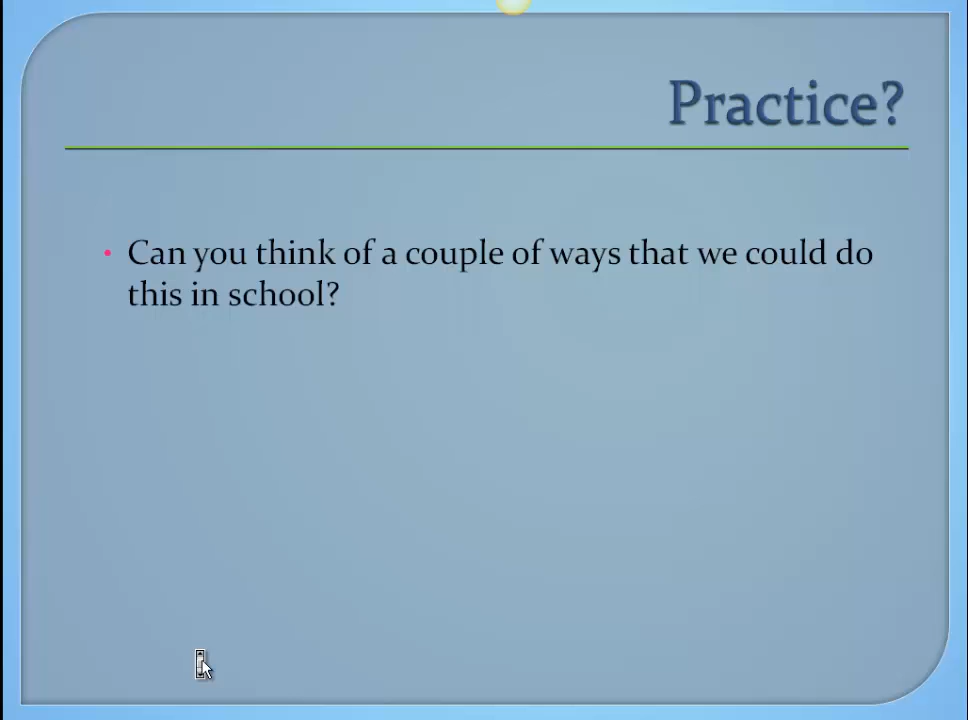 Practice?
• Can you think of a couple of ways that we could do
this in school?